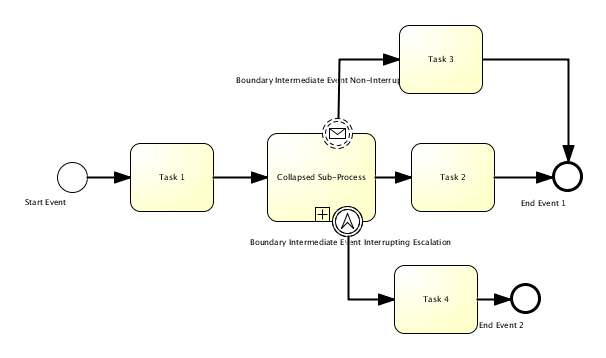 Task 3
Boundary Intermediate Event Non-Interrup
Task 1
Collapsed Sub-Process
Task 2
Start Event
End Event 1
Boundary Intermediate Event Interrupting Escalation
Task 4
End Event 2